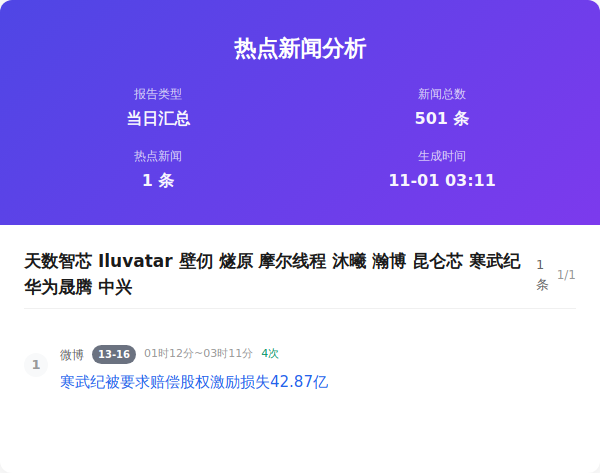 热点新闻分析
报告类型
新闻总数
当日汇总
501 条
热点新闻
生成时间
1 条
11-01 03:11
天数智芯 Iluvatar 壁仞 燧原 摩尔线程 沐曦 瀚博 昆仑芯 寒武纪
华为晟腾 中兴
1
条
1/1
1
微博 13-16 01时12分~03时11分 4次
寒武纪被要求赔偿股权激励损失42.87亿